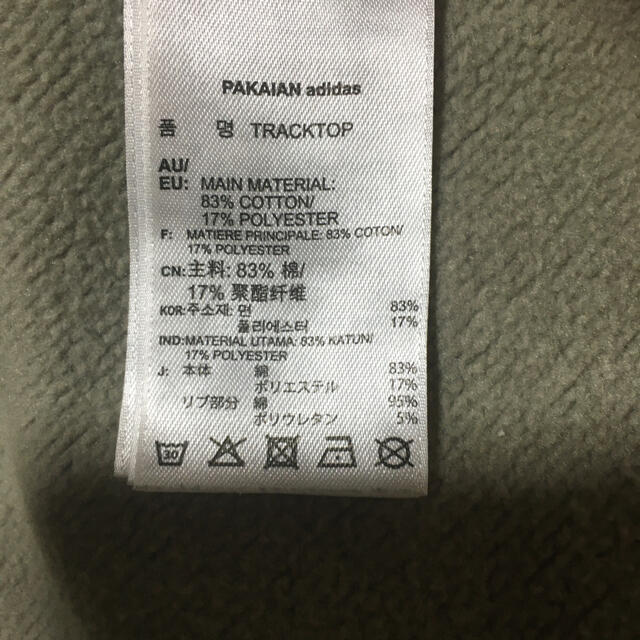 PAKAIAN adidas
품 명 TRACKTOP
AU/
EU: MAIN MATERIAL:
83% COTTON/
17% POLYESTER
F: MATIERE PRINCIPALE: 83% COTON/
17% POLYESTER
CN: 主料: 83% 棉/
17% 聚酯纤维
KOR: 주소재: 면 83%
폴리에스터 17%
IND: MATERIAL UTAMA: 83% KATUN/
17% POLYESTER
J: 本体 綿 83%
ポリエステル 17%
リブ部分 綿 95%
ポリウレタン 5%
30